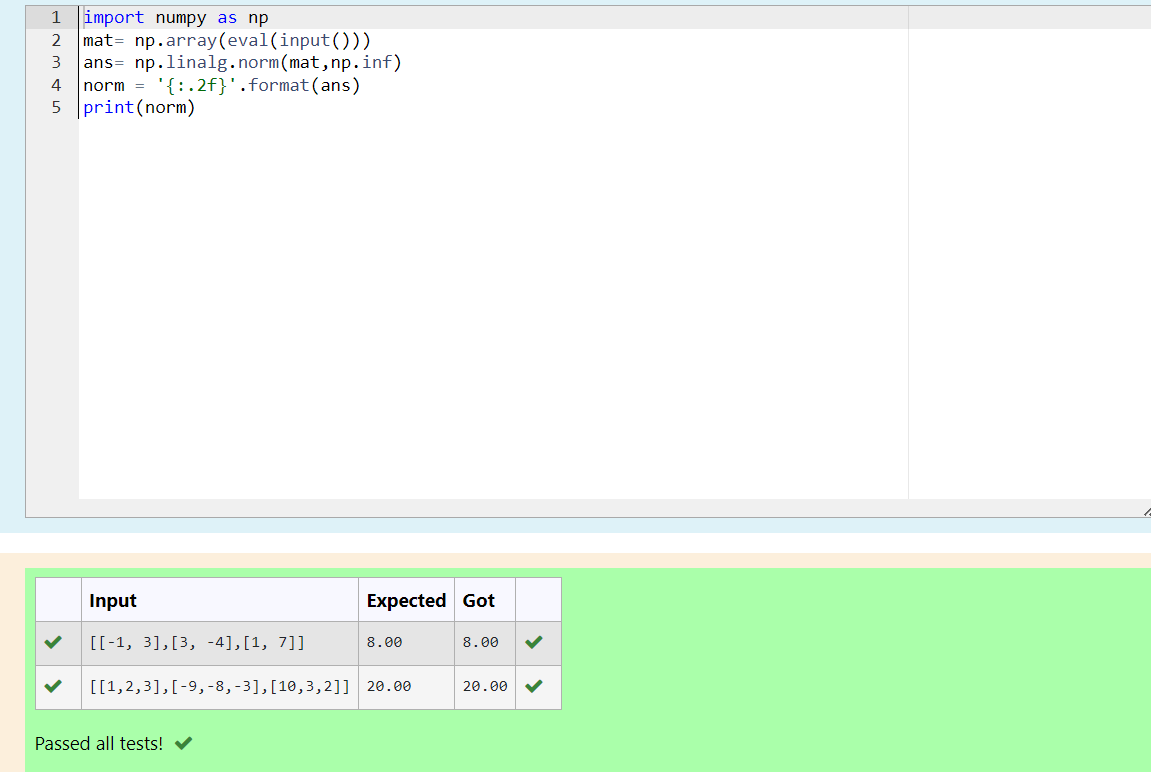 1 import numpy as np
2 mat= np.array(eval(input()))
3 ans= np.linalg.norm(mat,np.inf)
4 norm = '{:.2f}'.format(ans)
5 print(norm)
Input Expected Got
[[-1, 3],[3, -4],[1, 7]] 8.00 8.00
[[1,2,3],[-9,-8,-3],[10,3,2]] 20.00 20.00
Passed all tests!